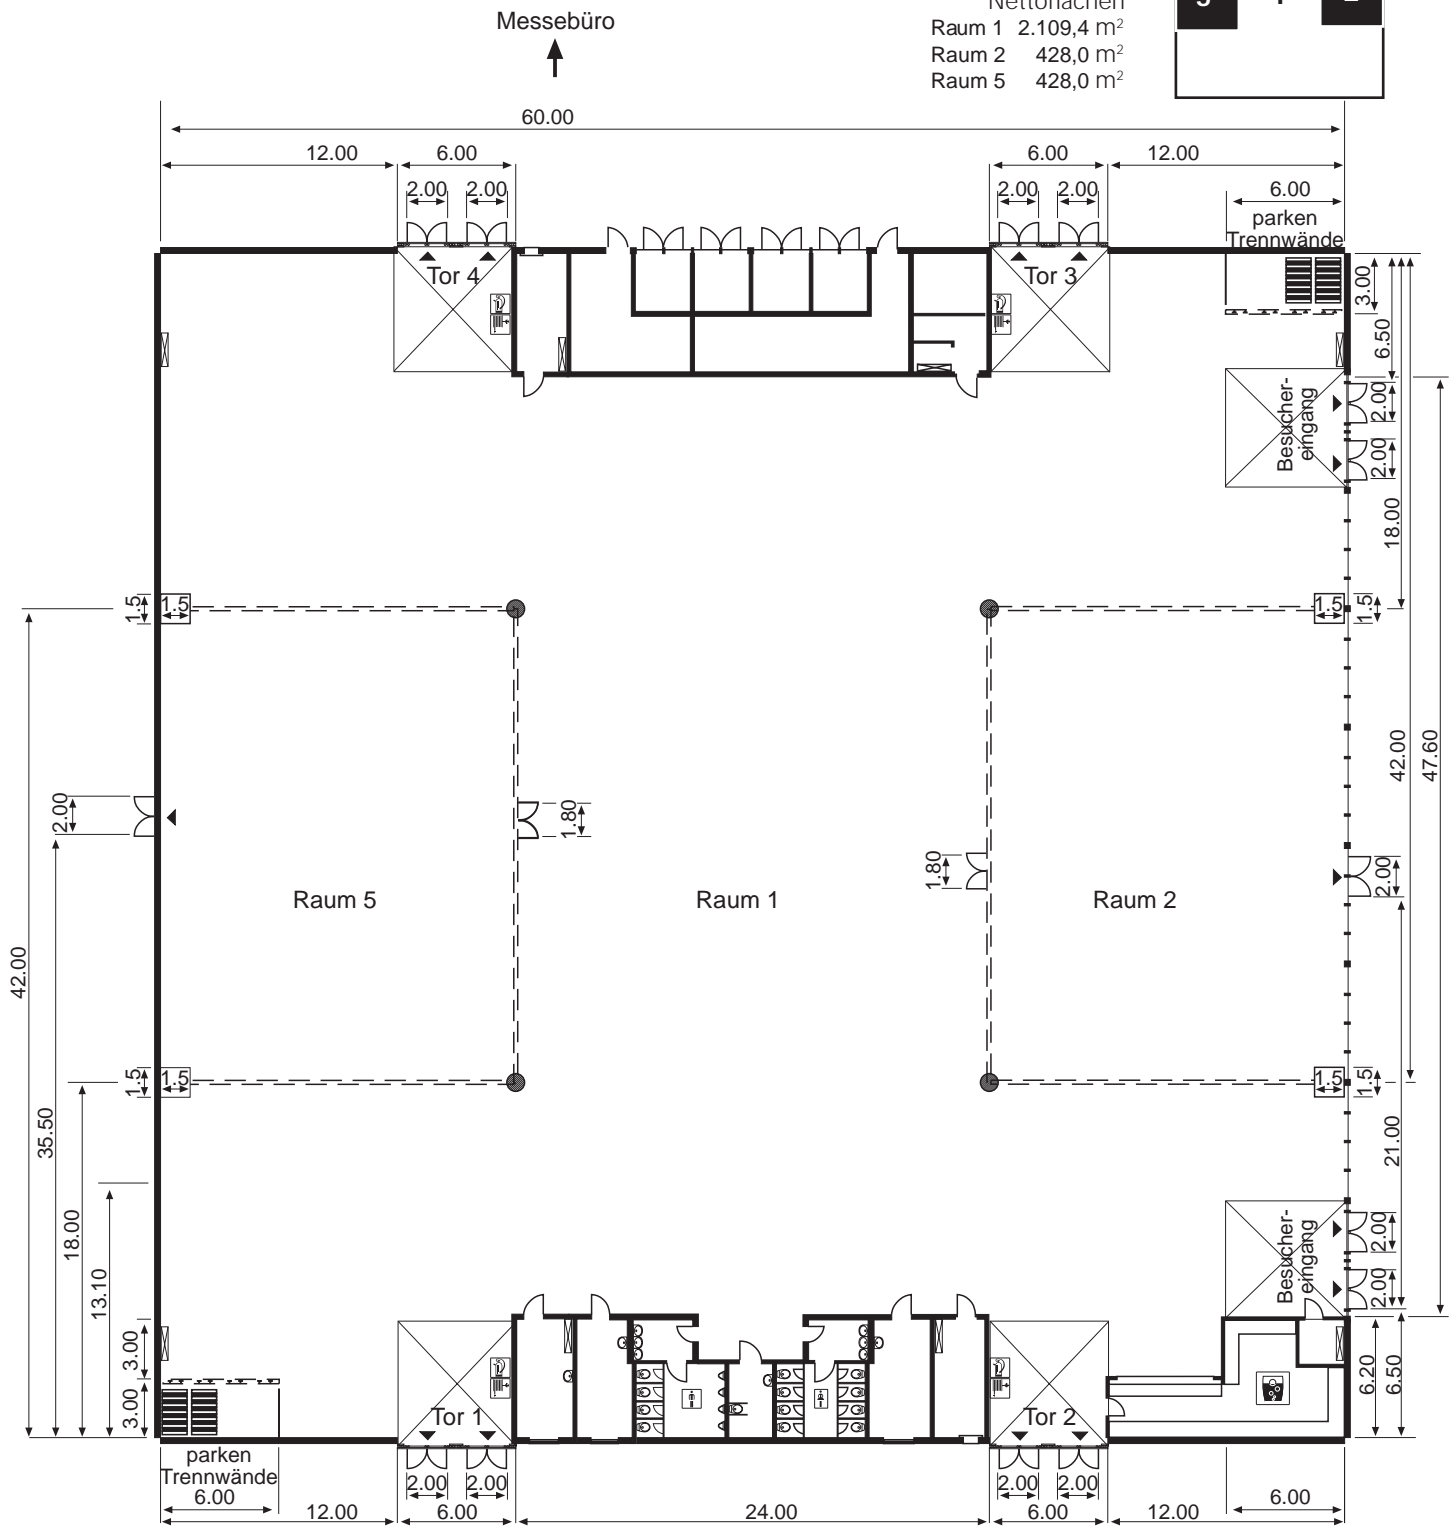 Messebüro
Nettoflächen
Raum 1 2.109,4 m²
Raum 2 428,0 m²
Raum 5 428,0 m²
60.00
12.00 6.00 6.00 12.00
2.00 2.00 2.00 2.00 6.00
parken
Trennwände
Tor 4 Tor 3
3.00
6.50
Besucher-
eingang
2.00
2.00
18.00
1.5 1.5 1.5 1.5
42.00
47.60
2.00
1.80
1.80
2.00
Raum 5 Raum 1 Raum 2
42.00
35.50
18.00
13.10
1.5 1.5 1.5 1.5
21.00
Besucher-
eingang
2.00
2.00
3.00
3.00
6.20
6.50
Tor 1 Tor 2
parken
Trennwände
6.00
2.00 2.00 2.00 2.00 6.00
12.00 6.00 24.00 6.00 12.00